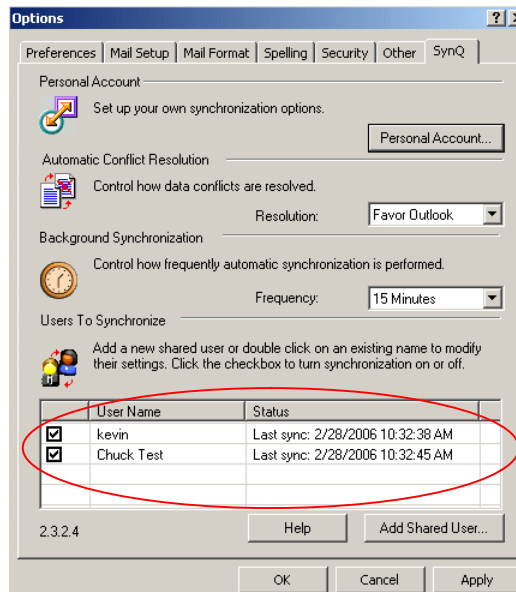 Options
Preferences Mail Setup Mail Format Spelling Security Other SynQ
Personal Account
Set up your own synchronization options.
Personal Account...
Automatic Conflict Resolution
Control how data conflicts are resolved.
Resolution: Favor Outlook
Background Synchronization
Control how frequently automatic synchronization is performed.
Frequency: 15 Minutes
Users To Synchronize
Add a new shared user or double click on an existing name to modify
their settings. Click the checkbox to turn synchronization on or off.
User Name Status
kevin Last sync: 2/28/2006 10:32:38 AM
Chuck Test Last sync: 2/28/2006 10:32:45 AM
2.3.2.4 Help Add Shared User...
OK Cancel Apply